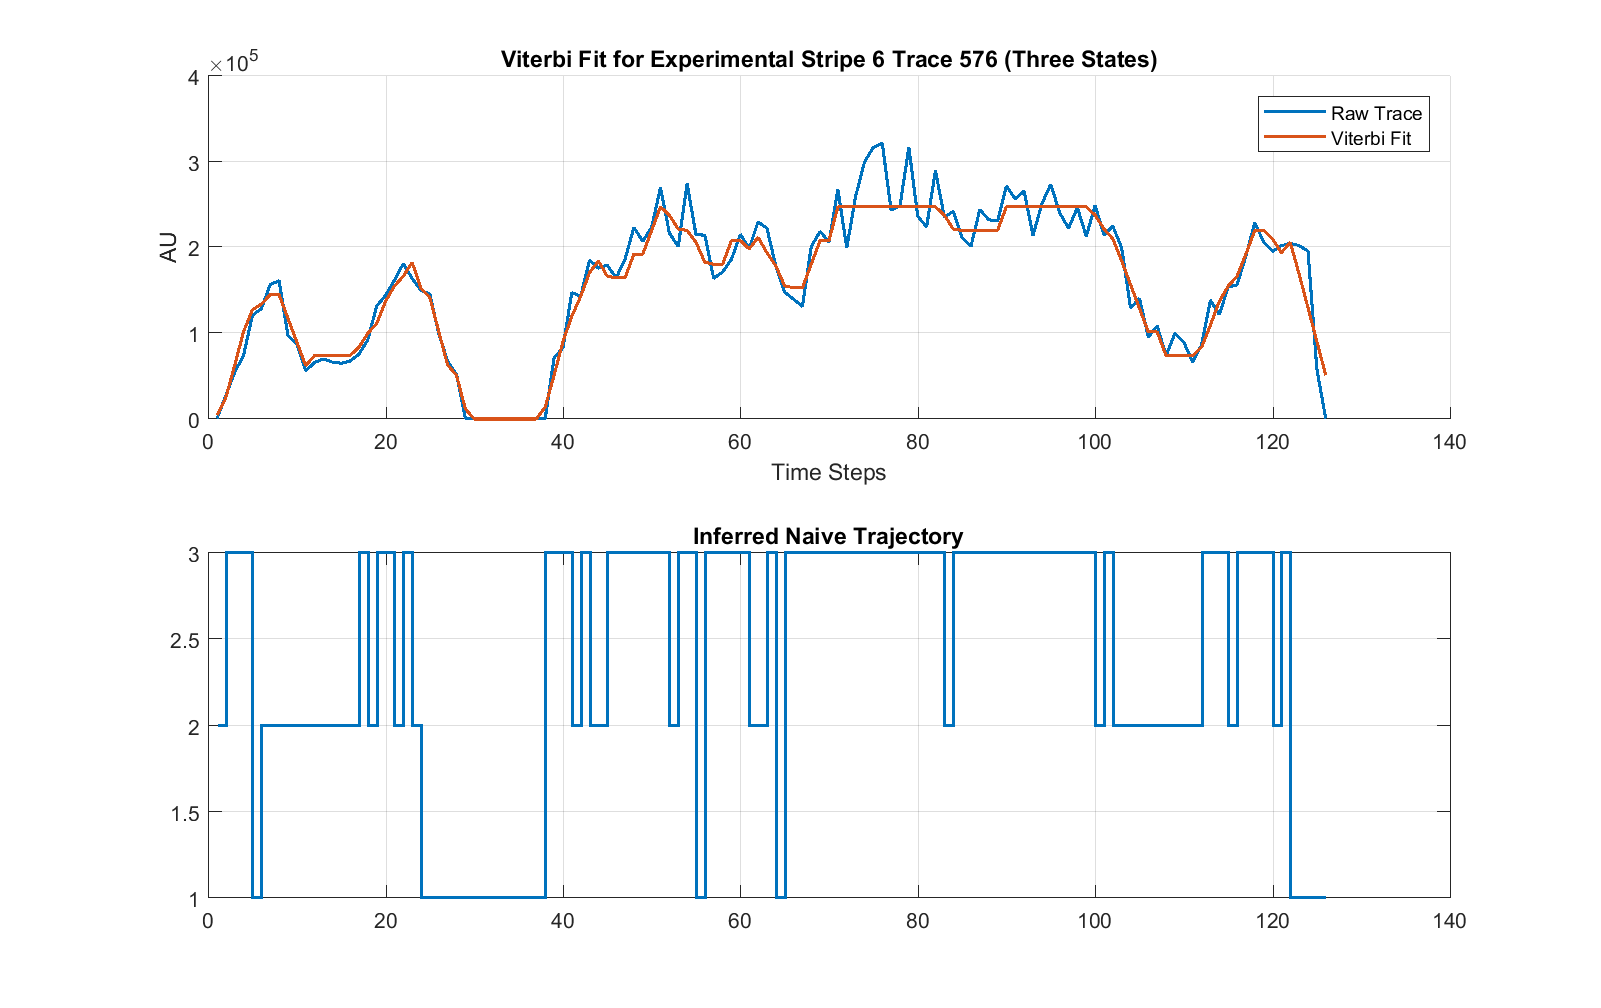 Viterbi Fit for Experimental Stripe 6 Trace 576 (Three States)
×10^5
4
3
2
1
0
AU
Raw Trace
Viterbi Fit
0 20 40 60 80 100 120 140
Time Steps
Inferred Naive Trajectory
3
2.5
2
1.5
1
0 20 40 60 80 100 120 140